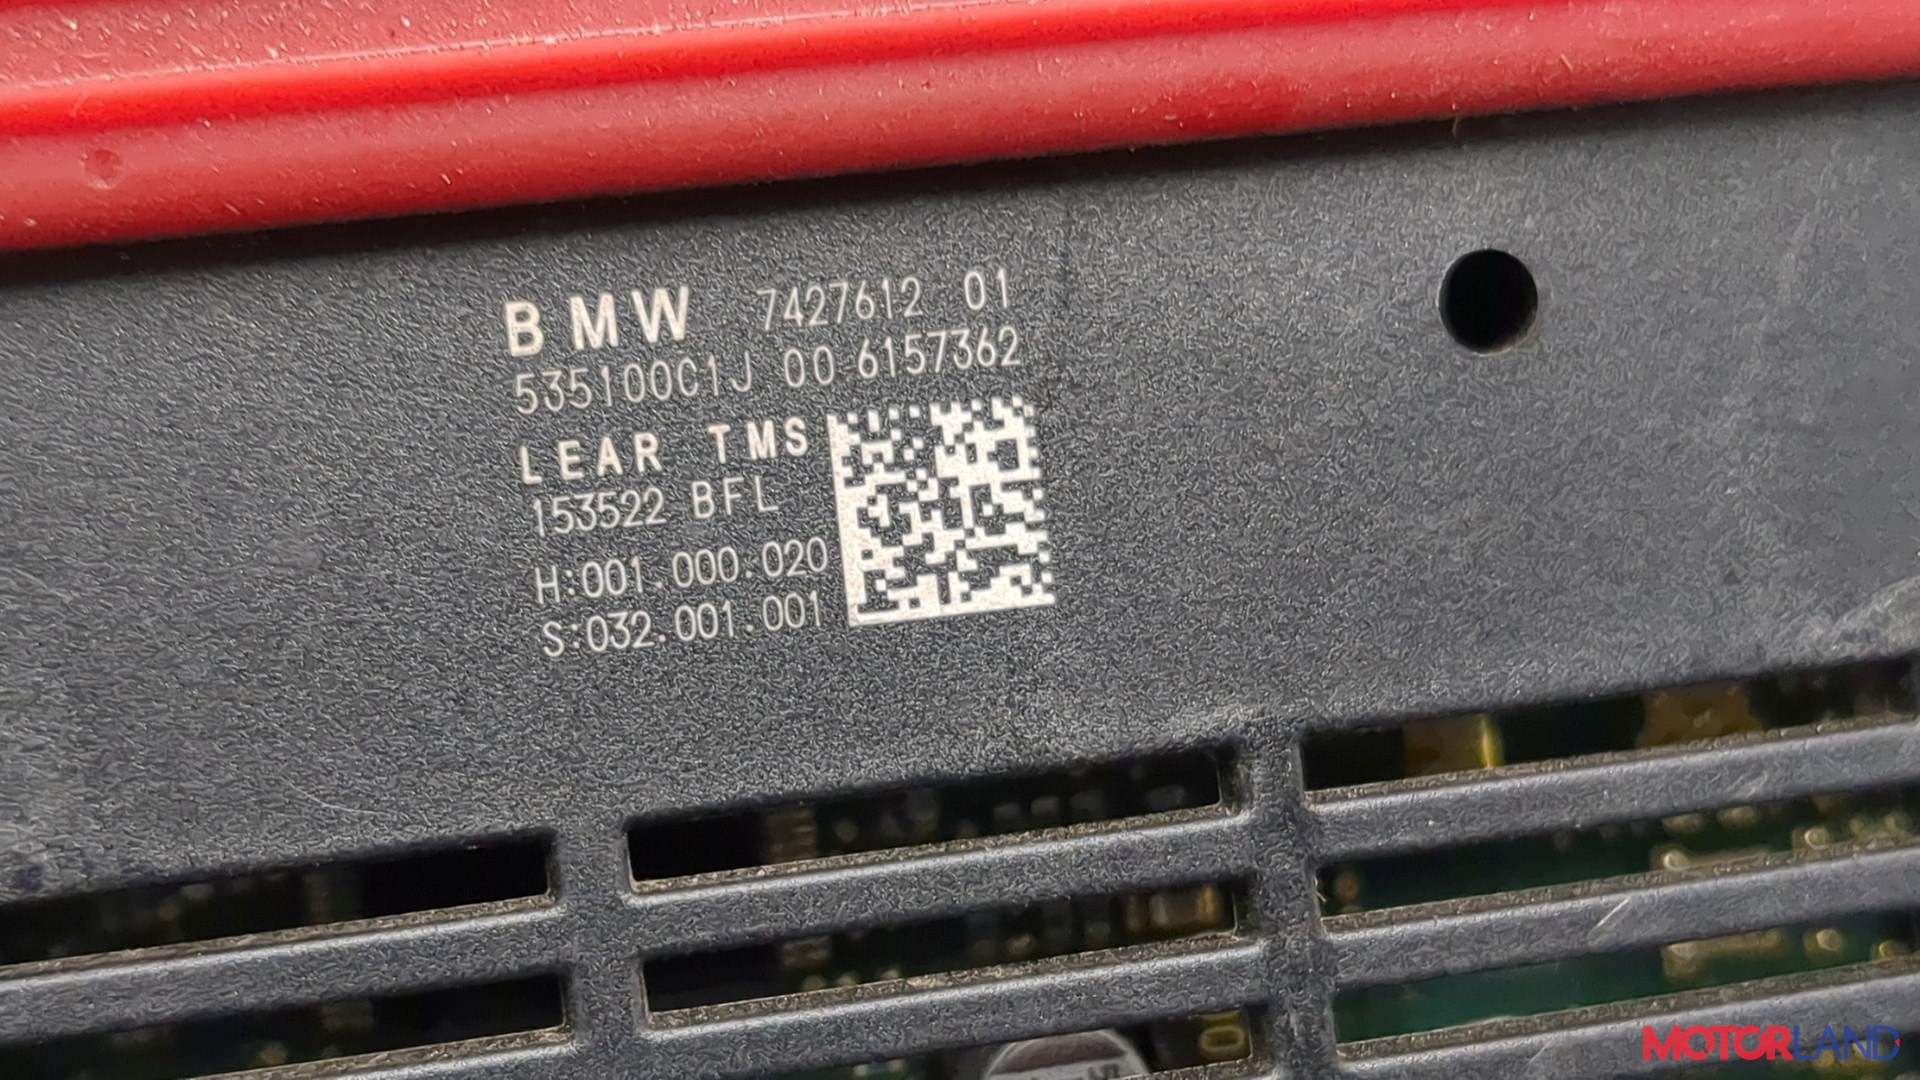 BMW 7427612 01
535100C1J 00 6157362
LEAR TMS
153522 BFL
H:001.000.020
S:032.001.001
MOTORLAND